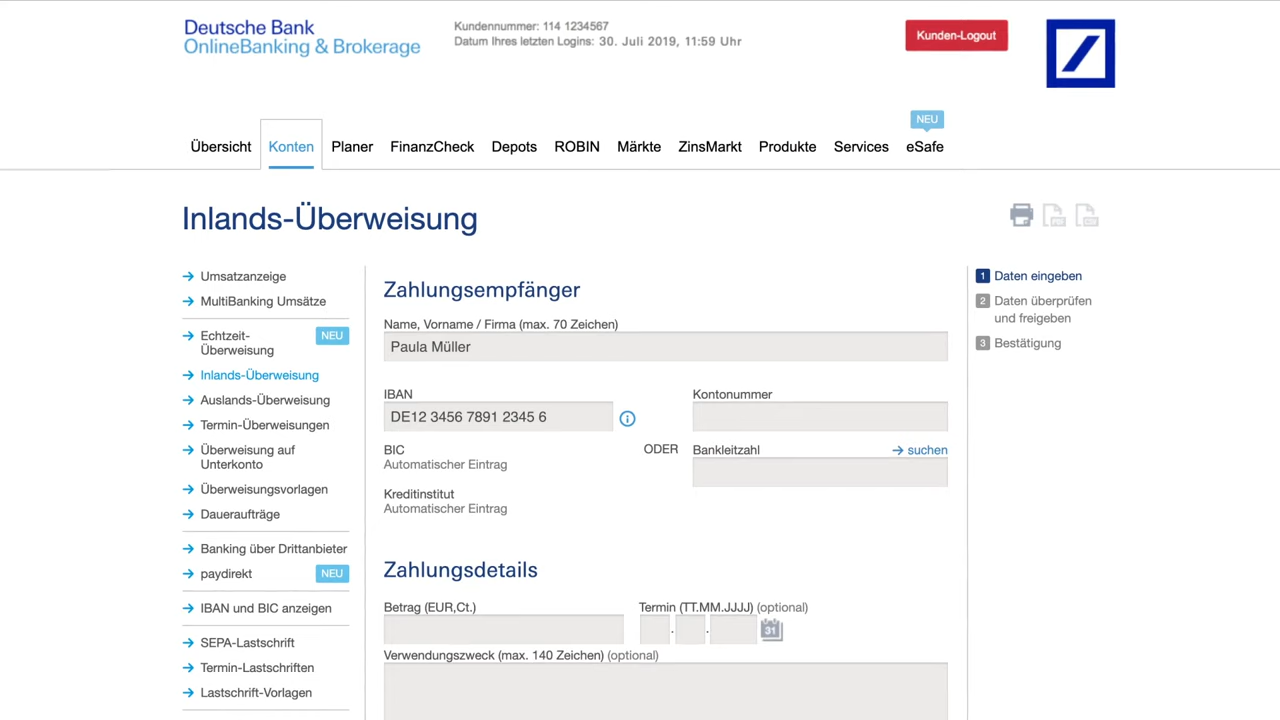 Deutsche Bank
OnlineBanking & Brokerage
Kundennummer: 114 1234567
Datum Ihres letzten Logins: 30. Juli 2019, 11:59 Uhr
Kunden-Logout
NEU
Übersicht Konten Planer FinanzCheck Depots ROBIN Märkte ZinsMarkt Produkte Services eSafe
Inlands-Überweisung
Umsatzanzeige
MultiBanking Umsätze
Echtzeit-
Überweisung
NEU
Inlands-Überweisung
Auslands-Überweisung
Termin-Überweisungen
Überweisung auf
Unterkonto
Überweisungsvorlagen
Daueraufträge
Banking über Drittanbieter
paydirekt NEU
IBAN und BIC anzeigen
SEPA-Lastschrift
Termin-Lastschriften
Lastschrift-Vorlagen
Zahlungsempfänger
Name, Vorname / Firma (max. 70 Zeichen)
Paula Müller
IBAN
DE12 3456 7891 2345 6
BIC
Automatischer Eintrag
Kreditinstitut
Automatischer Eintrag
ODER
Kontonummer
Bankleitzahl suchen
Zahlungsdetails
Betrag (EUR,Ct.)
Termin (TT.MM.JJJJ) (optional)
. .
31
Verwendungszweck (max. 140 Zeichen) (optional)
1 Daten eingeben
2 Daten überprüfen
und freigeben
3 Bestätigung